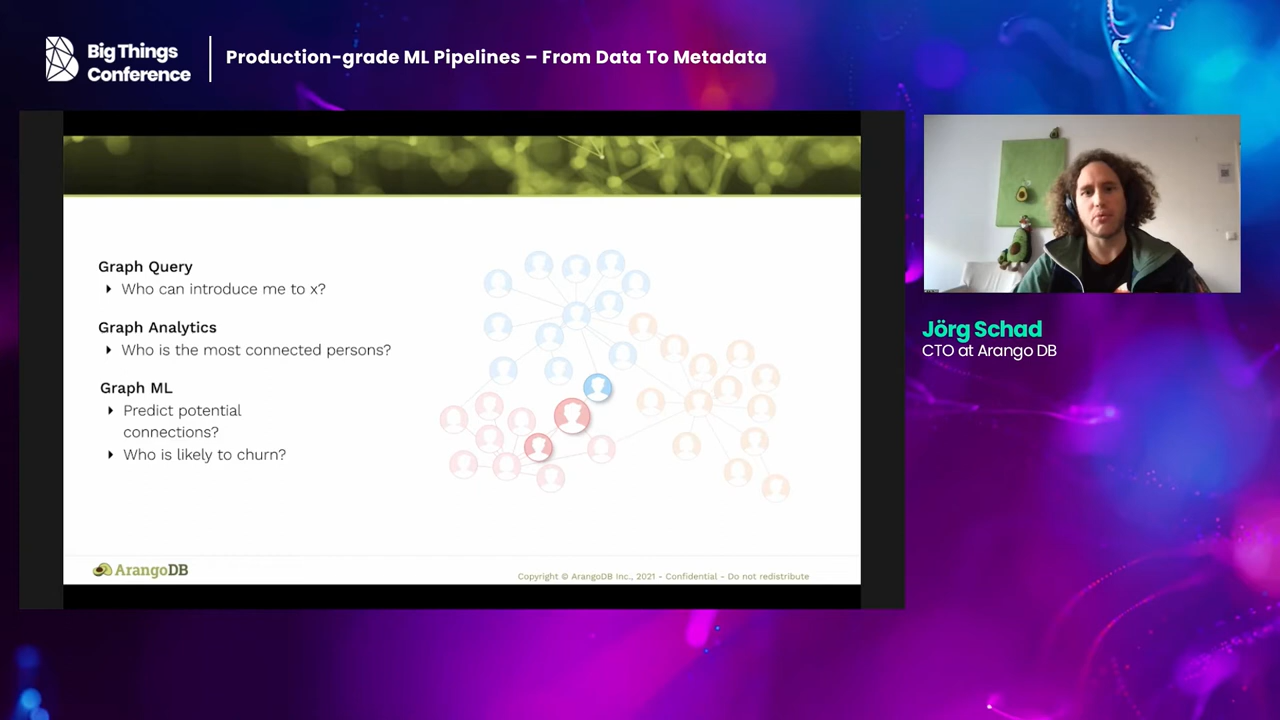 Big Things
Conference
Production-grade ML Pipelines – From Data To Metadata
Graph Query
Who can introduce me to x?
Graph Analytics
Who is the most connected persons?
Graph ML
Predict potential
connections?
Who is likely to churn?
ArangoDB
Copyright © ArangoDB Inc., 2021 - Confidential - Do not redistribute
Jörg Schad
CTO at Arango DB